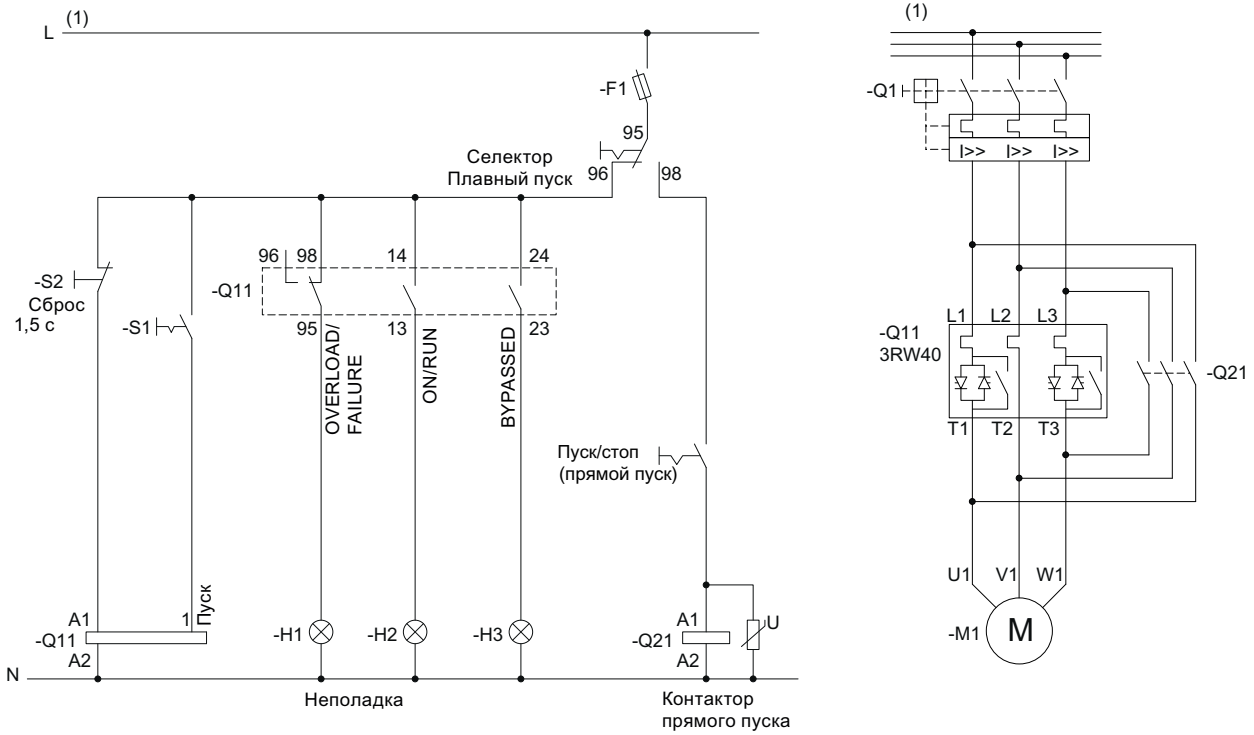 (1)
L
-F1
95
Селектор
Плавный пуск
96
98
96
98
14
24
-S2
Сброс
1,5 с
-Q11
-S1
95
13
23
OVERLOAD/
FAILURE
ON/RUN
BYPASSED
Пуск/стоп
(прямой пуск)
A1
1
Пуск
-Q11
A2
-H1
-H2
-H3
A1
-Q21
A2
U
N
Неполадка
Контактор
прямого пуска
(1)
-Q1
I>>
I>>
I>>
L1
L2
L3
-Q11
3RW40
-Q21
T1
T2
T3
U1
V1
W1
-M1
M